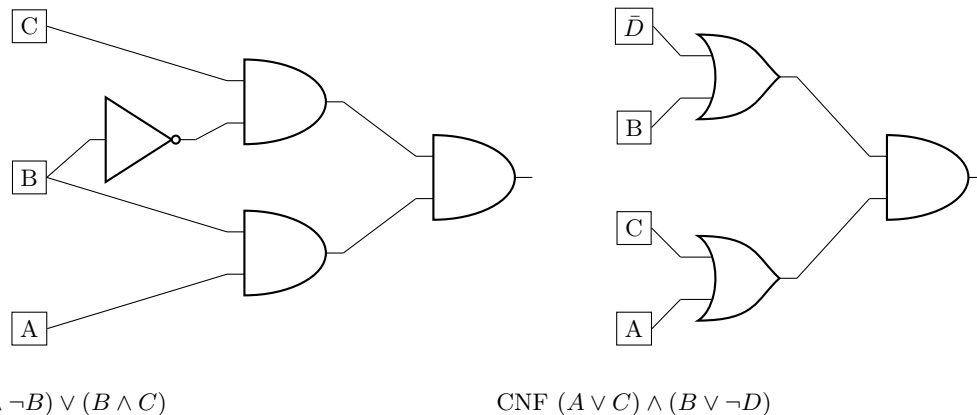 C
D̄
B
B
C
A
A
¬B) ∨ (B ∧ C)
CNF (A ∨ C) ∧ (B ∨ ¬D)